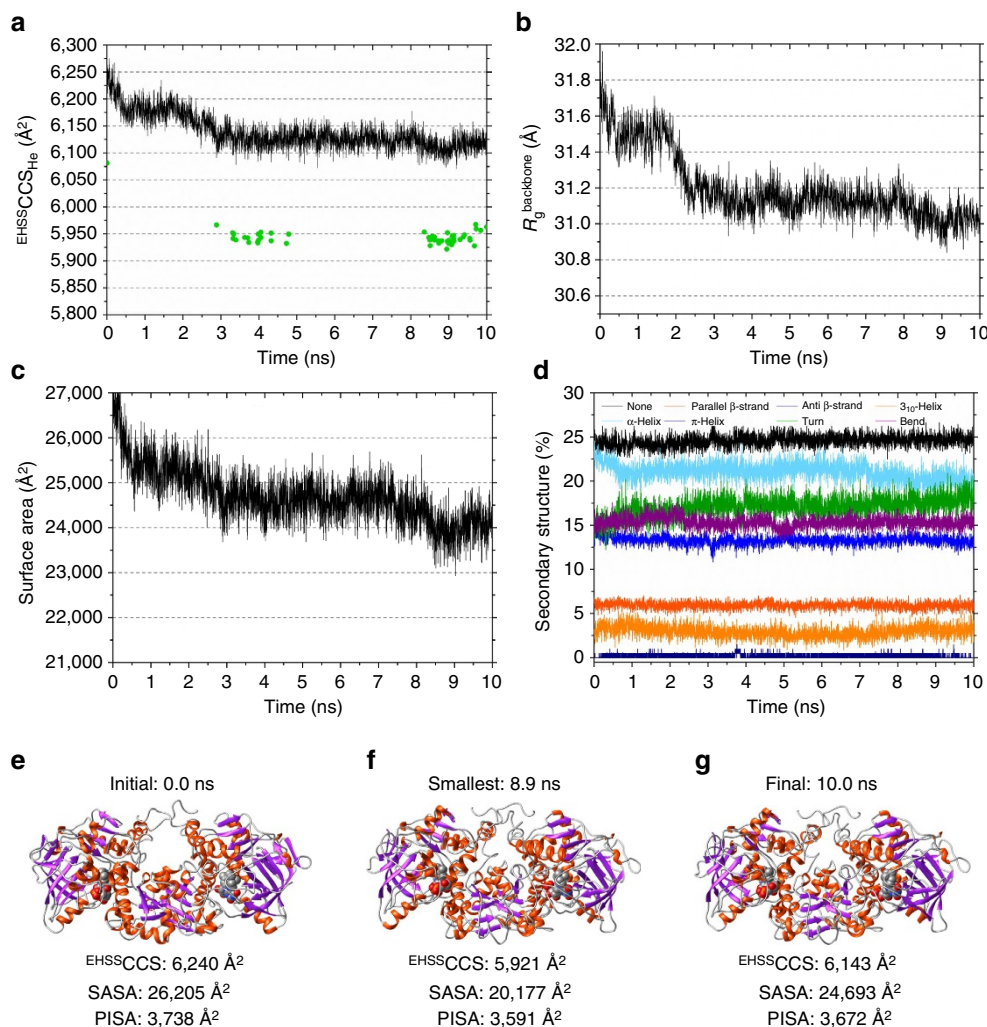 a
6,300
6,250
6,200
6,150
6,100
6,050
6,000
5,950
5,900
5,850
5,800
EHSSCCSHe (Å2)
0 1 2 3 4 5 6 7 8 9 10
Time (ns)
b
32.0
31.8
31.6
31.4
31.2
31.0
30.8
30.6
Rg backbone (Å)
0 1 2 3 4 5 6 7 8 9 10
Time (ns)
c
27,000
26,000
25,000
24,000
23,000
22,000
21,000
Surface area (Å2)
0 1 2 3 4 5 6 7 8 9 10
Time (ns)
d
30
25
20
15
10
5
0
Secondary structure (%)
None Parallel β-strand Anti β-strand 310-Helix
α-Helix π-Helix Turn Bend
0 1 2 3 4 5 6 7 8 9 10
Time (ns)
e
Initial: 0.0 ns
EHSSCCS: 6,240 Å2
SASA: 26,205 Å2
PISA: 3,738 Å2
f
Smallest: 8.9 ns
EHSSCCS: 5,921 Å2
SASA: 20,177 Å2
PISA: 3,591 Å2
g
Final: 10.0 ns
EHSSCCS: 6,143 Å2
SASA: 24,693 Å2
PISA: 3,672 Å2